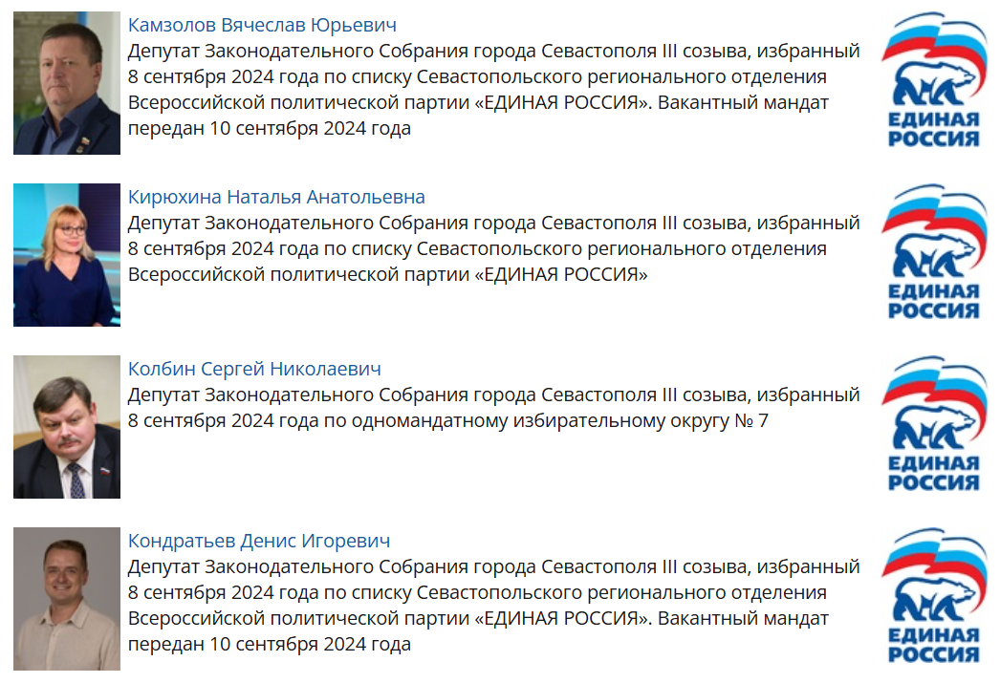 Камзолов Вячеслав Юрьевич
Депутат Законодательного Собрания города Севастополя III созыва, избранный
8 сентября 2024 года по списку Севастопольского регионального отделения
Всероссийской политической партии «ЕДИНАЯ РОССИЯ». Вакантный мандат
передан 10 сентября 2024 года
ЕДИНАЯ
РОССИЯ
Кирюхина Наталья Анатольевна
Депутат Законодательного Собрания города Севастополя III созыва, избранный
8 сентября 2024 года по списку Севастопольского регионального отделения
Всероссийской политической партии «ЕДИНАЯ РОССИЯ»
ЕДИНАЯ
РОССИЯ
Колбин Сергей Николаевич
Депутат Законодательного Собрания города Севастополя III созыва, избранный
8 сентября 2024 года по одномандатному избирательному округу № 7
ЕДИНАЯ
РОССИЯ
Кондратьев Денис Игоревич
Депутат Законодательного Собрания города Севастополя III созыва, избранный
8 сентября 2024 года по списку Севастопольского регионального отделения
Всероссийской политической партии «ЕДИНАЯ РОССИЯ». Вакантный мандат
передан 10 сентября 2024 года
ЕДИНАЯ
РОССИЯ